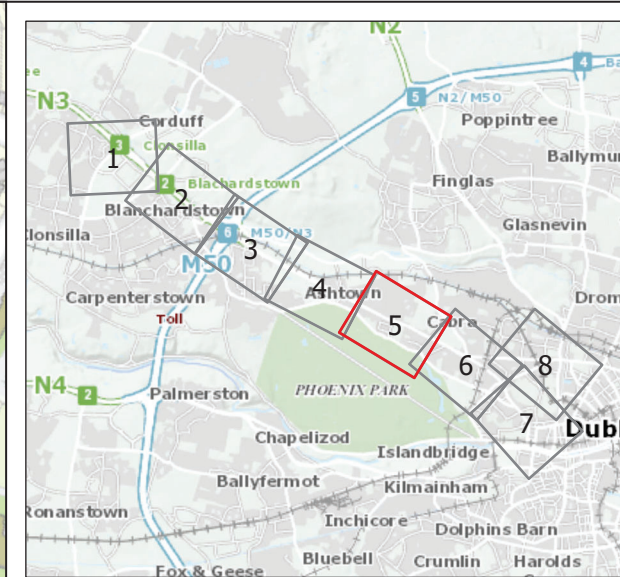 N2
4
Ba
ee
N3
5
N2/M50
Corduff
Poppintree
3
Clonsilla
1
Ballymu
2
Blachardstown
Finglas
2
Blanchardstown
Glasnevin
Clonsilla
6
M50/N3
3
M50
4
Ashtown
Carpenterstown
Drom
Toll
5
Cabra
6
8
N4
2
Palmerston
PHOENIX PARK
7
Dubl
Chapelizod
Islandbridge
Ballyfermot
Kilmainham
Ronanstown
Inchicore
Dolphins Barn
Bluebell
Crumlin
Harolds
Fox & Geese